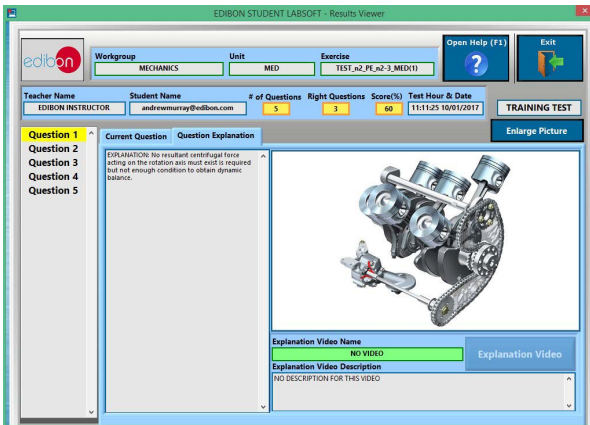 EDIBON STUDENT LABSOFT - Results Viewer
edibon
Workgroup
MECHANICS
Unit
MED
Exercise
TEST_n2_PE_n2-3_MED(1)
Open Help (F1)
?
Exit
Teacher Name
EDIBON INSTRUCTOR
Student Name
andrewmurray@edibon.com
# of Questions
5
Right Questions
3
Score(%)
60
Test Hour & Date
11:11:25 10/01/2017
TRAINING TEST
Question 1
Question 2
Question 3
Question 4
Question 5
Current Question
Question Explanation
Enlarge Picture
EXPLANATION: No resultant centrifugal force
acting on the rotation axis must exist is required
but not enough condition to obtain dynamic
balance.
Explanation Video Name
NO VIDEO
Explanation Video
Explanation Video Description
NO DESCRIPTION FOR THIS VIDEO